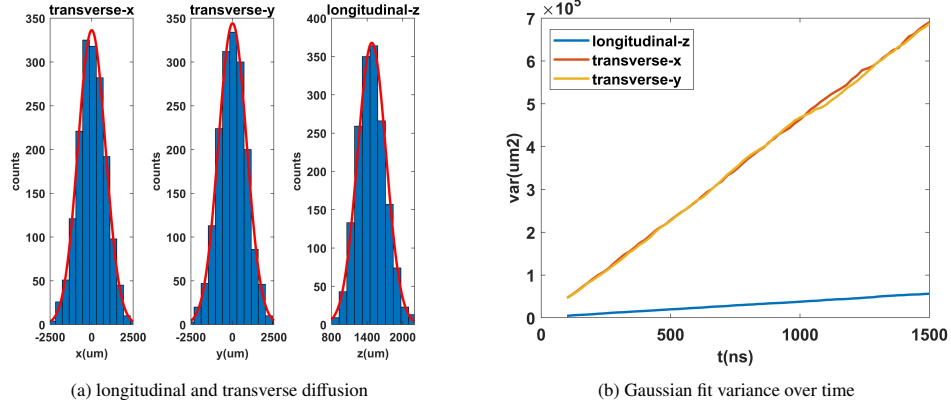 transverse-x
350
300
250
200
150
100
50
0
-2500 0 2500
x(um)
counts
transverse-y
350
300
250
200
150
100
50
0
-2500 0 2500
y(um)
counts
longitudinal-z
400
350
300
250
200
150
100
50
0
800 1400 2000
z(um)
counts
(a) longitudinal and transverse diffusion
×10⁵
7
6
5
4
3
2
1
0
0 500 1000 1500
t(ns)
var(um2)
longitudinal-z
transverse-x
transverse-y
(b) Gaussian fit variance over time